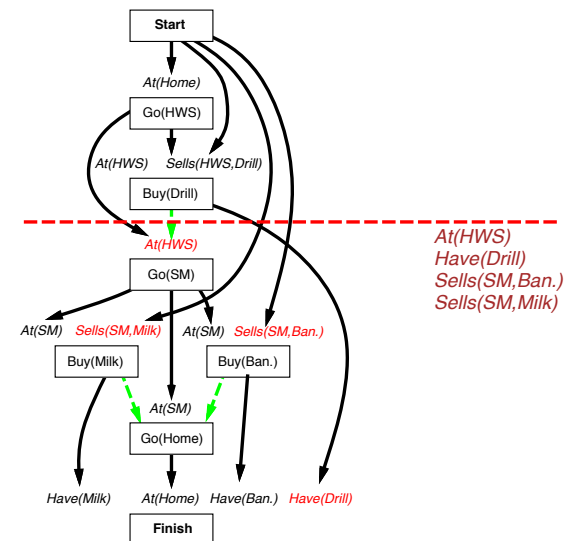 Start
At(Home)
Go(HWS)
At(HWS) Sells(HWS,Drill)
Buy(Drill)
At(HWS)
At(HWS)
Have(Drill)
Sells(SM,Ban.)
Sells(SM,Milk)
Go(SM)
At(SM) Sells(SM,Milk) At(SM) Sells(SM,Ban.)
Buy(Milk) Buy(Ban.)
At(SM)
Go(Home)
Have(Milk) At(Home) Have(Ban.) Have(Drill)
Finish